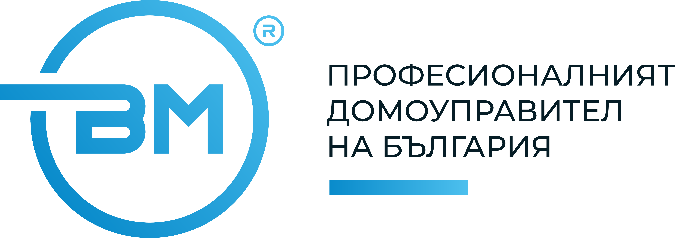 ВМ
®
ПРОФЕСИОНАЛНИЯТ
ДОМОУПРАВИТЕЛ
НА БЪЛГАРИЯ